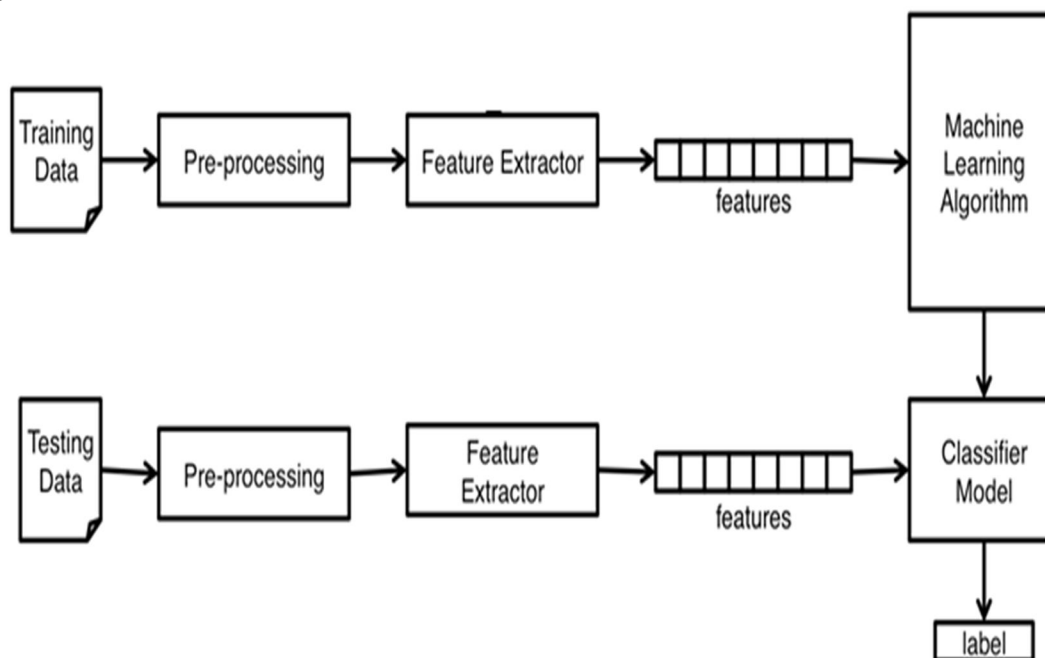 Training
Data
Pre-processing
Feature Extractor
features
Machine
Learning
Algorithm
Testing
Data
Pre-processing
Feature
Extractor
features
Classifier
Model
label